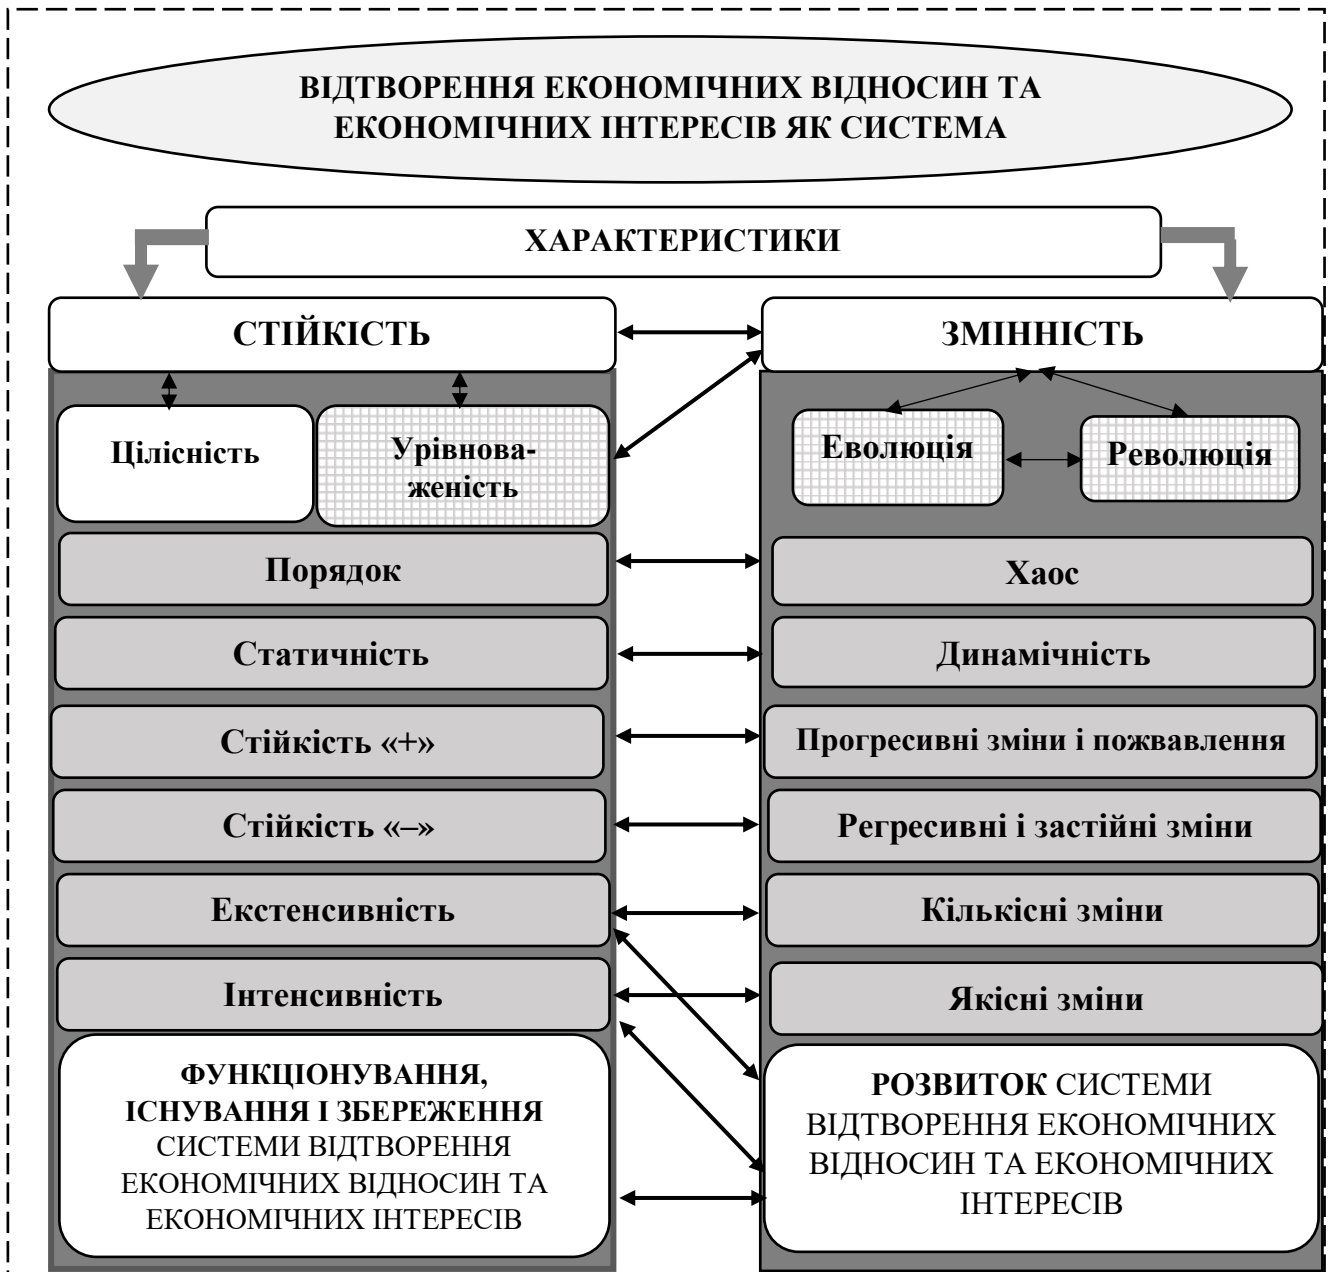 ВІДТВОРЕННЯ ЕКОНОМІЧНИХ ВІДНОСИН ТА
ЕКОНОМІЧНИХ ІНТЕРЕСІВ ЯК СИСТЕМА
ХАРАКТЕРИСТИКИ
СТІЙКІСТЬ
ЗМІННІСТЬ
Цілісність
Урівнова-
женість
Еволюція
Революція
Порядок
Хаос
Статичність
Динамічність
Стійкість «+»
Прогресивні зміни і пожвавлення
Стійкість «–»
Регресивні і застійні зміни
Екстенсивність
Кількісні зміни
Інтенсивність
Якісні зміни
ФУНКЦІОНУВАННЯ,
ІСНУВАННЯ І ЗБЕРЕЖЕННЯ
СИСТЕМИ ВІДТВОРЕННЯ
ЕКОНОМІЧНИХ ВІДНОСИН ТА
ЕКОНОМІЧНИХ ІНТЕРЕСІВ
РОЗВИТОК СИСТЕМИ
ВІДТВОРЕННЯ ЕКОНОМІЧНИХ
ВІДНОСИН ТА ЕКОНОМІЧНИХ
ІНТЕРЕСІВ